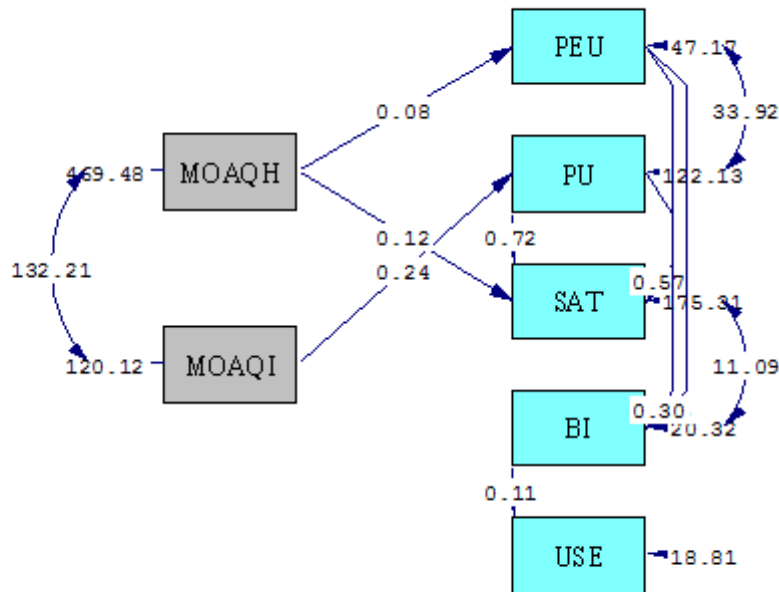 PEU
47.17
0.08
33.92
469.48
MOAQH
PU
122.13
0.12
0.72
132.21
0.24
0.57
SAT
175.31
120.12
MOAQI
11.09
0.30
BI
20.32
0.11
USE
18.81